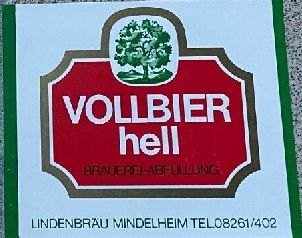 VOLLBIER
hell
BRAUEREI-ABFÜLLUNG
LINDENBRÄU MINDELHEIM TEL.08261/402